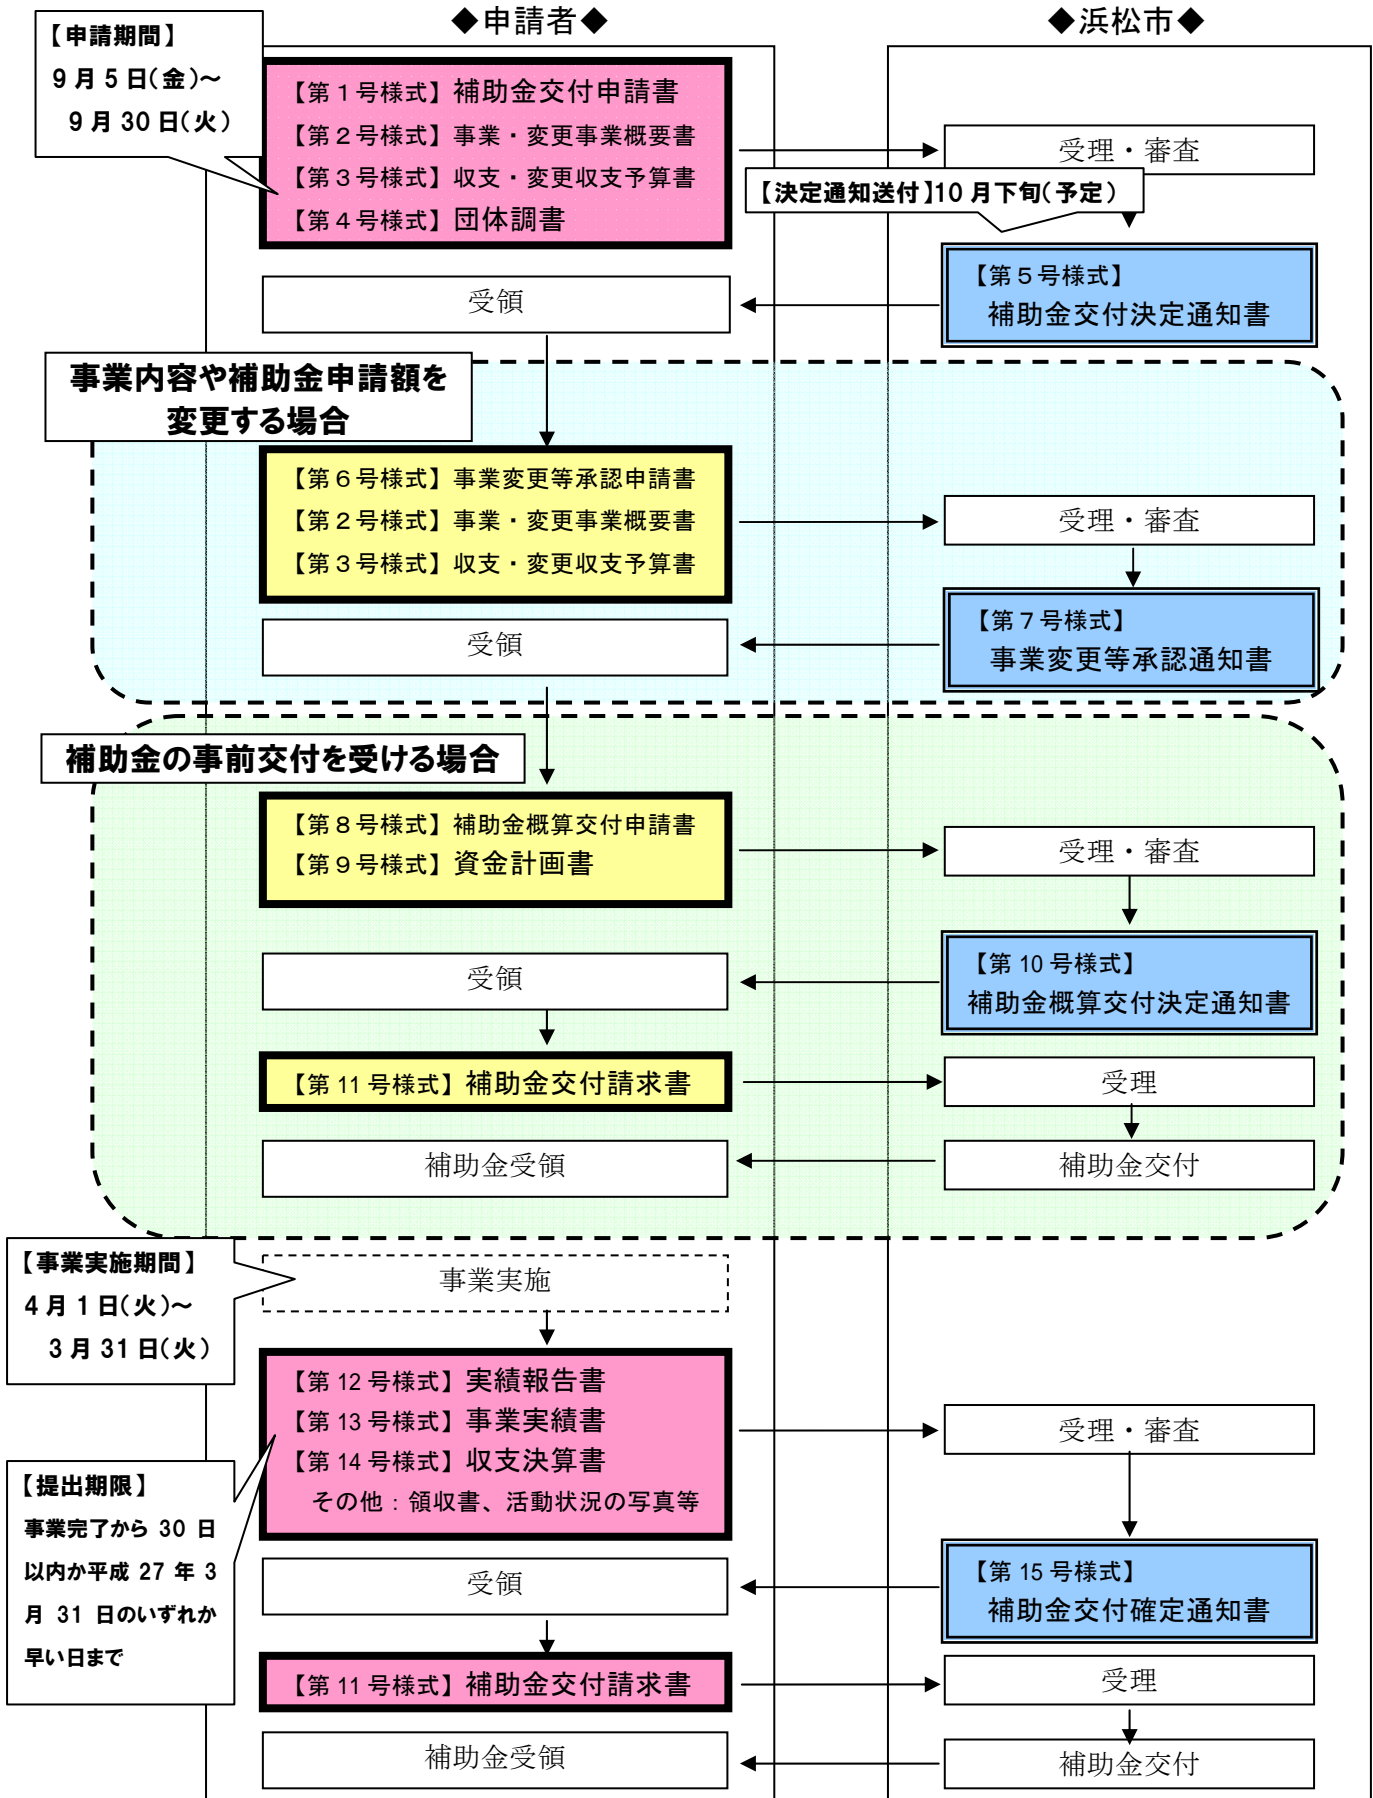 ◆申請者◆
◆浜松市◆
【申請期間】
9月5日(金)～
9月30日(火)
【第１号様式】補助金交付申請書
【第２号様式】事業・変更事業概要書
【第３号様式】収支・変更収支予算書
【第４号様式】団体調書
受理・審査
【決定通知送付】10月下旬(予定)
【第５号様式】
補助金交付決定通知書
受領
事業内容や補助金申請額を
変更する場合
【第６号様式】事業変更等承認申請書
【第２号様式】事業・変更事業概要書
【第３号様式】収支・変更収支予算書
受理・審査
【第７号様式】
事業変更等承認通知書
受領
補助金の事前交付を受ける場合
【第８号様式】補助金概算交付申請書
【第９号様式】資金計画書
受理・審査
【第 10 号様式】
補助金概算交付決定通知書
受領
【第 11 号様式】補助金交付請求書
受理
補助金交付
補助金受領
【事業実施期間】
4月1日(火)～
3月31日(火)
事業実施
【第 12 号様式】実績報告書
【第 13 号様式】事業実績書
【第 14 号様式】収支決算書
その他：領収書、活動状況の写真等
受理・審査
【提出期限】
事業完了から 30 日
以内か平成 27 年 3
月 31 日のいずれか
早い日まで
【第 15 号様式】
補助金交付確定通知書
受領
【第 11 号様式】補助金交付請求書
受理
補助金交付
補助金受領